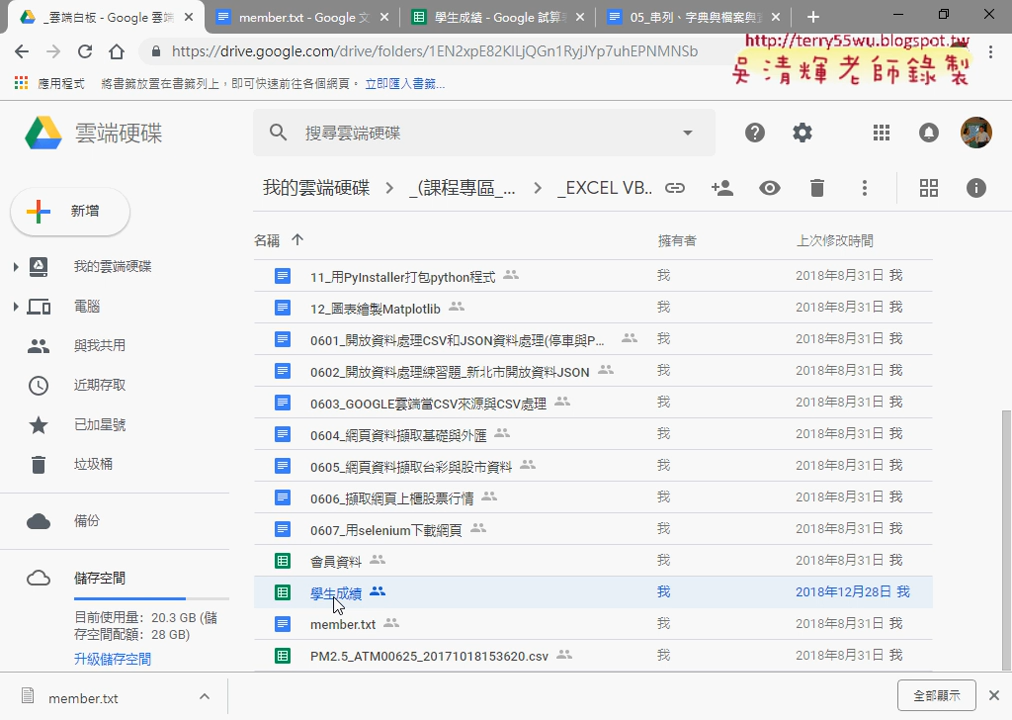 _雲端白板 - Google 雲端
member.txt - Google 文
學生成績 - Google 試算
05_串列、字典與檔案與
https://drive.google.com/drive/folders/1EN2xpE82KILjQGn1RyjJYp7uhEPNMNSb
http://terry55wu.blogspot.tw
吳清輝老師錄製
應用程式
將書籤放置在書籤列上，即可快速前往各個網頁。 立即匯入書籤...
雲端硬碟
搜尋雲端硬碟
新增
我的雲端硬碟
_(課程專區_...
_EXCEL VB..
我的雲端硬碟
電腦
與我共用
近期存取
已加星號
垃圾桶
備份
儲存空間
目前使用量：20.3 GB (儲
存空間配額：28 GB)
升級儲存空間
名稱 擁有者 上次修改時間
11_用PyInstaller打包python程式 我 2018年8月31日 我
12_圖表繪製Matplotlib 我 2018年8月31日 我
0601_開放資料處理CSV和JSON資料處理(停車與P... 我 2018年8月31日 我
0602_開放資料處理練習題_新北市開放資料JSON 我 2018年8月31日 我
0603_GOOGLE雲端當CSV來源與CSV處理 我 2018年8月31日 我
0604_網頁資料擷取基礎與外匯 我 2018年8月31日 我
0605_網頁資料擷取台彩與股市資料 我 2018年8月31日 我
0606_擷取網頁上櫃股票行情 我 2018年8月31日 我
0607_用selenium下載網頁 我 2018年8月31日 我
會員資料 我 2018年8月31日 我
學生成績 我 2018年12月28日 我
member.txt 我 2018年8月31日 我
PM2.5_ATM00625_20171018153620.csv 我 2018年8月31日 我
member.txt
全部顯示